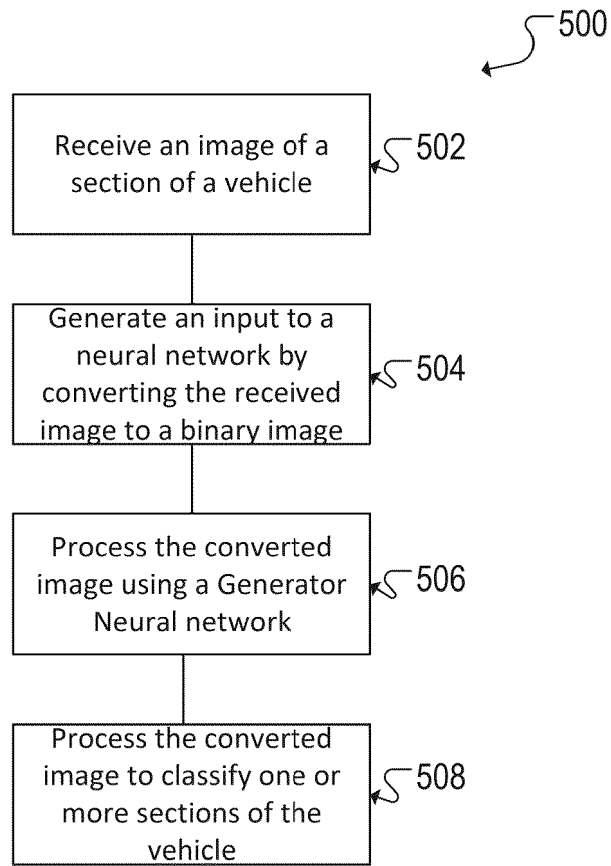 500
Receive an image of a
section of a vehicle
502
Generate an input to a
neural network by
converting the received
image to a binary image
504
Process the converted
image using a Generator
Neural network
506
Process the converted
image to classify one or
more sections of the
vehicle
508